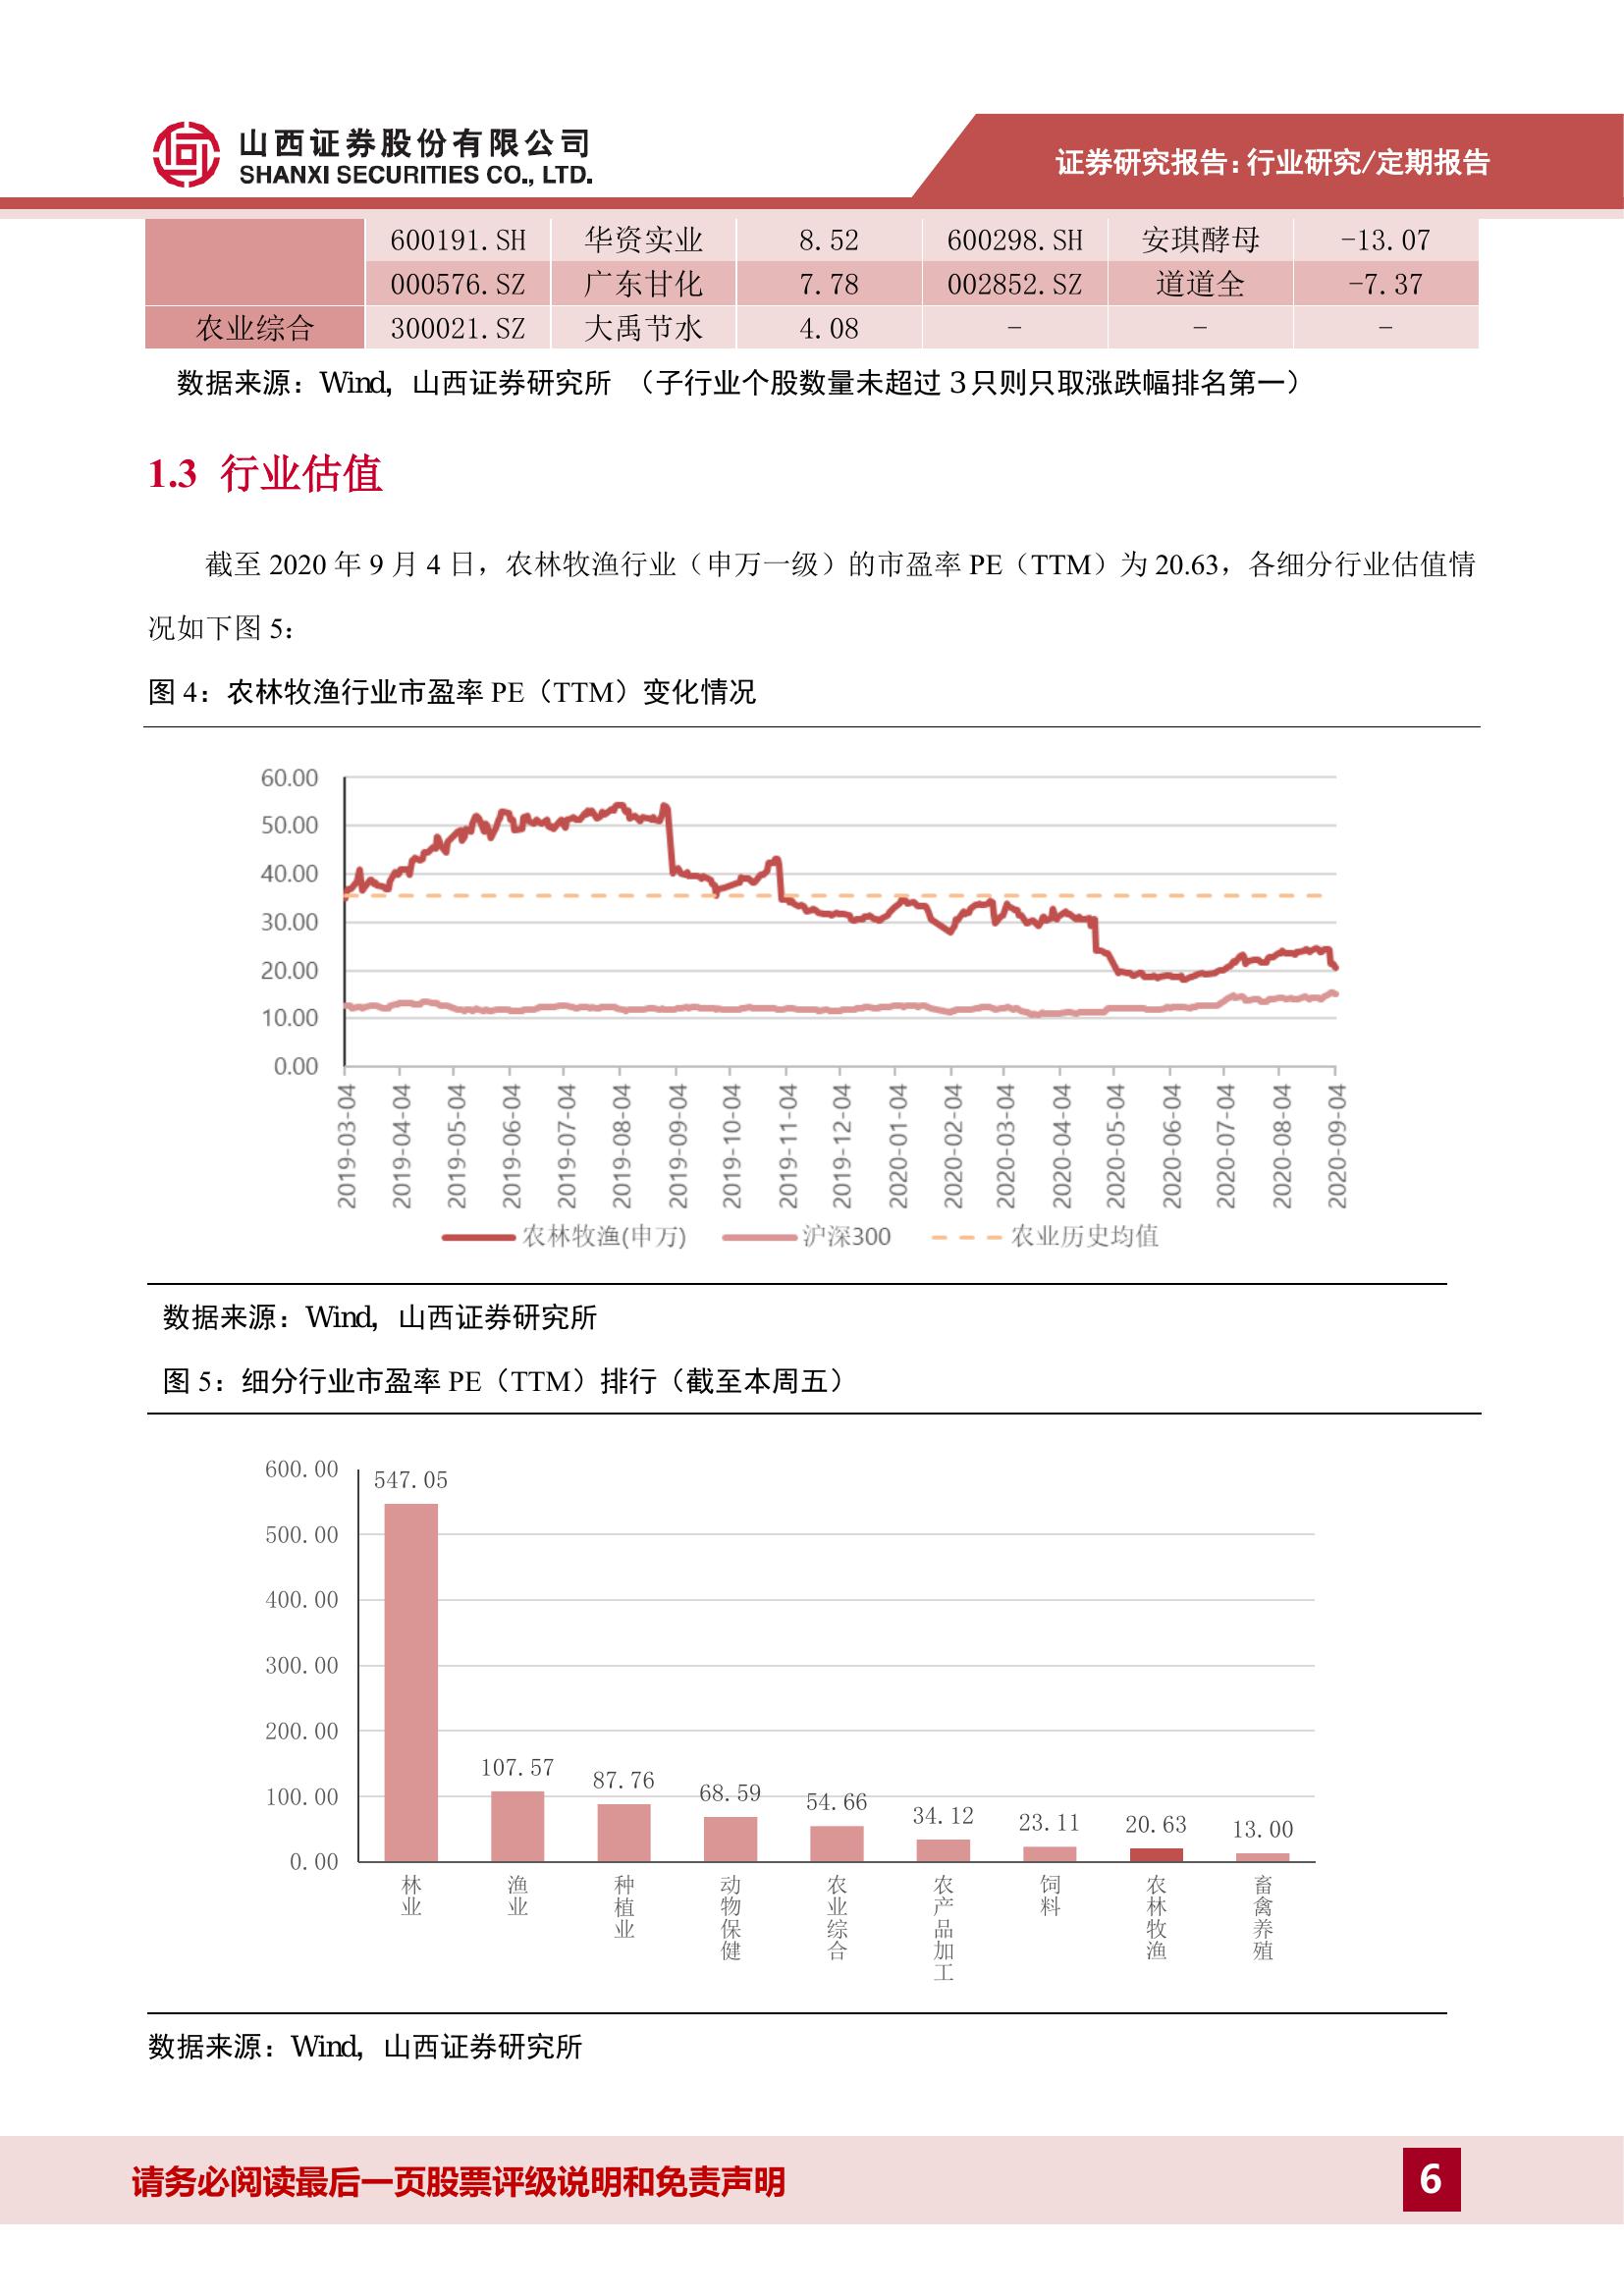 山西证券股份有限公司
SHANXI SECURITIES CO., LTD.
证券研究报告：行业研究/定期报告
600191.SH 华资实业 8.52 600298.SH 安琪酵母 -13.07
000576.SZ 广东甘化 7.78 002852.SZ 道道全 -7.37
农业综合 300021.SZ 大禹节水 4.08 - - -
数据来源：Wind，山西证券研究所 （子行业个股数量未超过 3 只则只取涨跌幅排名第一）
1.3 行业估值
截至 2020 年 9 月 4 日，农林牧渔行业（申万一级）的市盈率 PE（TTM）为 20.63，各细分行业估值情
况如下图 5：
图 4：农林牧渔行业市盈率 PE（TTM）变化情况
60.00
50.00
40.00
30.00
20.00
10.00
0.00
2019-03-04 2019-04-04 2019-05-04 2019-06-04 2019-07-04 2019-08-04 2019-09-04 2019-10-04 2019-11-04 2019-12-04 2020-01-04 2020-02-04 2020-03-04 2020-04-04 2020-05-04 2020-06-04 2020-07-04 2020-08-04 2020-09-04
农林牧渔(申万) 沪深300 农业历史均值
数据来源：Wind，山西证券研究所
图 5：细分行业市盈率 PE（TTM）排行（截至本周五）
600.00
500.00
400.00
300.00
200.00
100.00
0.00
547.05 107.57 87.76 68.59 54.66 34.12 23.11 20.63 13.00
林业 渔业 种植业 动物保健 农业综合 农产品加工 饲料 农林牧渔 畜禽养殖
数据来源：Wind，山西证券研究所
请务必阅读最后一页股票评级说明和免责声明
6